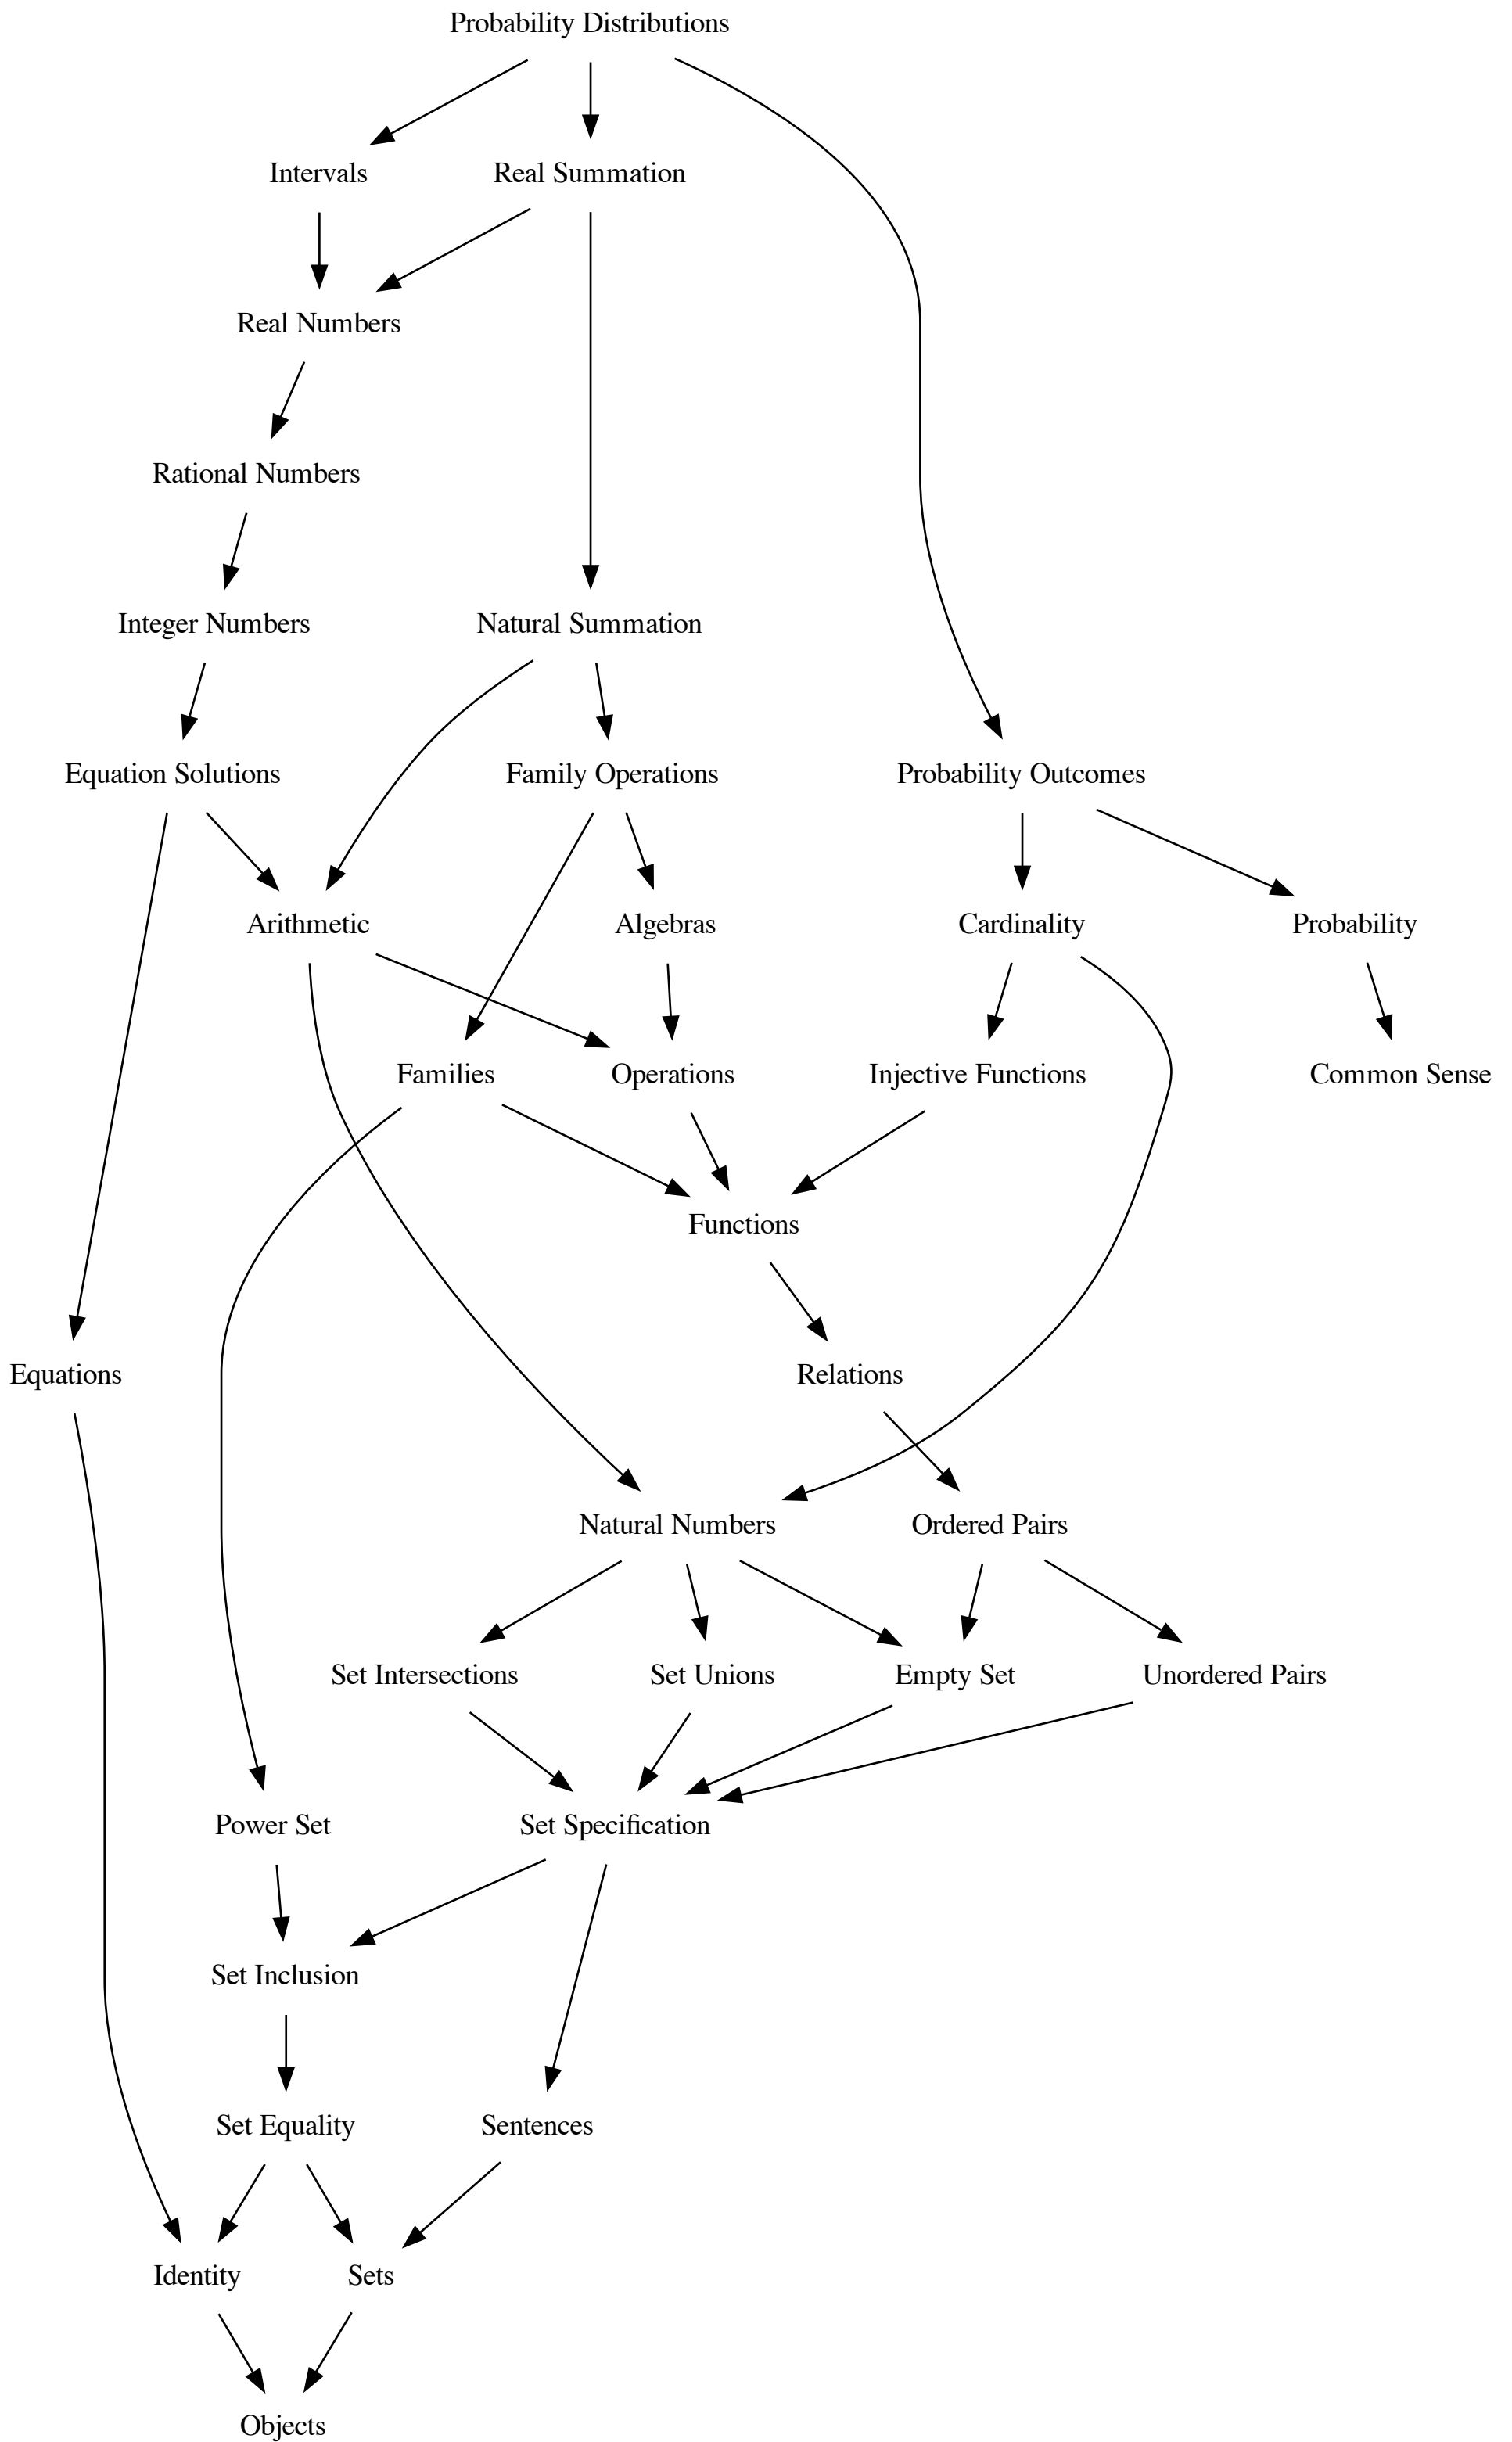 Probability Distributions
Intervals
Real Summation
Real Numbers
Rational Numbers
Integer Numbers
Natural Summation
Equation Solutions
Family Operations
Probability Outcomes
Arithmetic
Algebras
Cardinality
Probability
Families
Operations
Injective Functions
Common Sense
Functions
Equations
Relations
Natural Numbers
Ordered Pairs
Set Intersections
Set Unions
Empty Set
Unordered Pairs
Power Set
Set Specification
Set Inclusion
Set Equality
Sentences
Identity
Sets
Objects